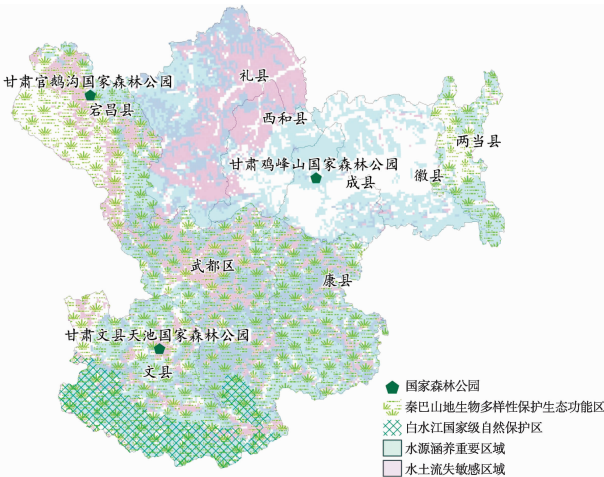 礼县
甘肃官鹅沟国家森林公园
宕昌县
西和县
两当县
甘肃鸡峰山国家森林公园
成县
徽县
武都区
康县
甘肃文县天池国家森林公园
文县
国家森林公园
秦巴山地生物多样性保护生态功能区
白水江国家级自然保护区
水源涵养重要区域
水土流失敏感区域